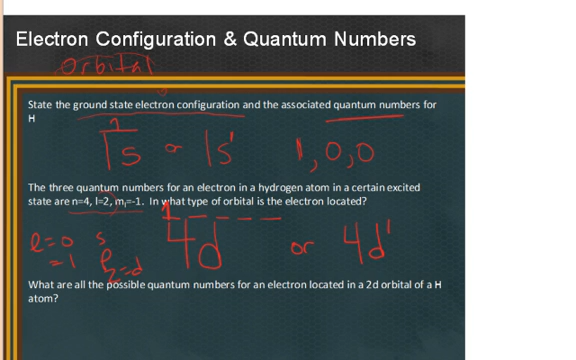 Electron Configuration & Quantum Numbers
Orbital
State the ground state electron configuration and the associated quantum numbers for
H
1
1s or 1s¹ 1, 0, 0
The three quantum numbers for an electron in a hydrogen atom in a certain excited
state are n=4, l=2, mₗ=-1. In what type of orbital is the electron located?
1
4d or 4d¹
l=0 s
=1 p
2=d
What are all the possible quantum numbers for an electron located in a 2d orbital of a H
atom?